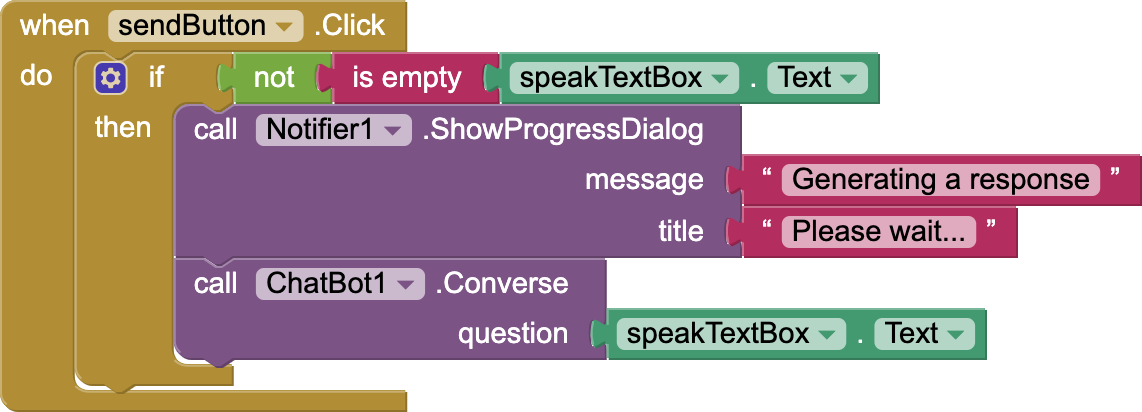 when sendButton .Click
do if not is empty speakTextBox . Text
then call Notifier1 .ShowProgressDialog
message “ Generating a response ”
title “ Please wait... ”
call ChatBot1 .Converse
question speakTextBox . Text